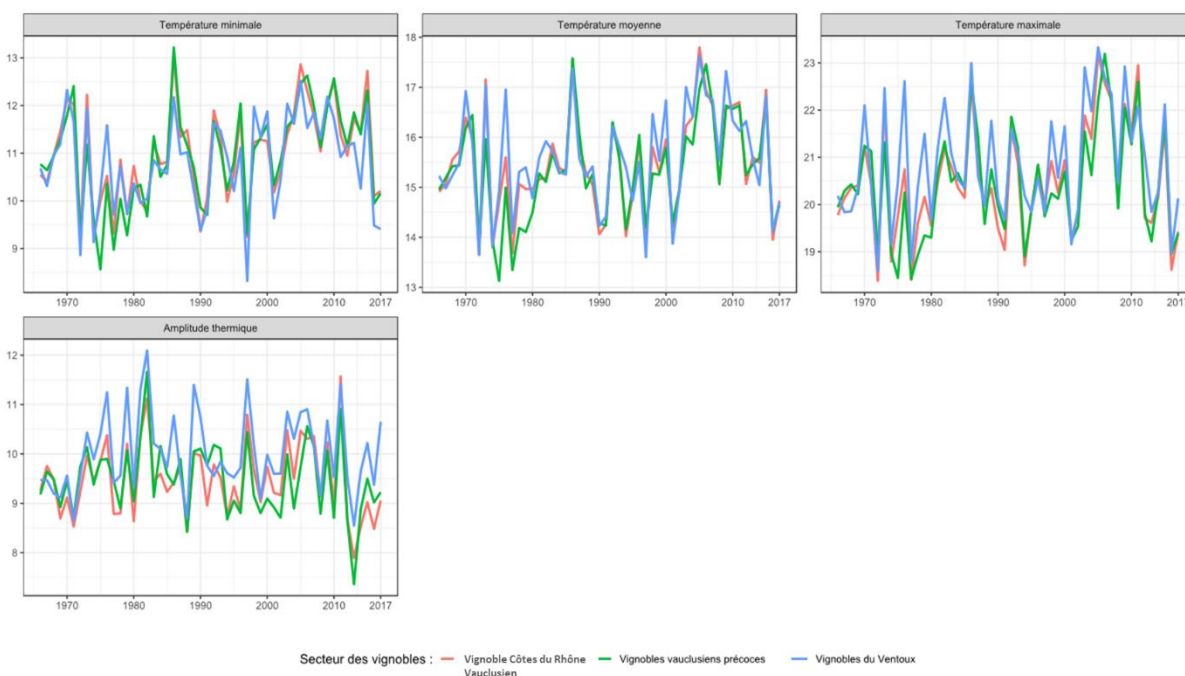 Température minimale
13
12
11
10
9
1970 1980 1990 2000 2010 2017
Température moyenne
18
17
16
15
14
13
1970 1980 1990 2000 2010 2017
Température maximale
23
22
21
20
19
1970 1980 1990 2000 2010 2017
Amplitude thermique
12
11
10
9
8
1970 1980 1990 2000 2010 2017
Secteur des vignobles : Vignoble Côtes du Rhône Vignobles vauclusiens précoces Vignobles du Ventoux
Vauclusien